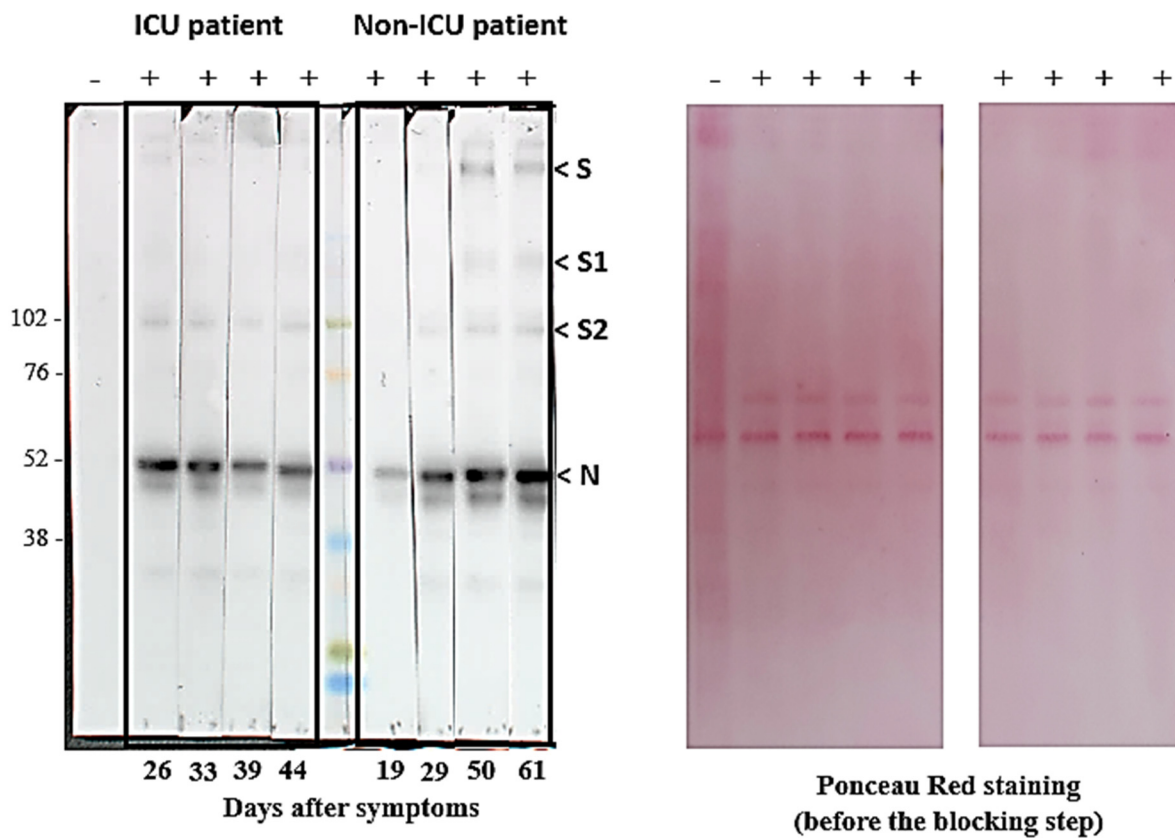 ICU patient Non-ICU patient
- + + + + + + + +
- + + + + + + + +
< S
< S1
102 -
< S2
76 -
52 -
< N
38 -
26 33 39 44 19 29 50 61
Days after symptoms
Ponceau Red staining
(before the blocking step)